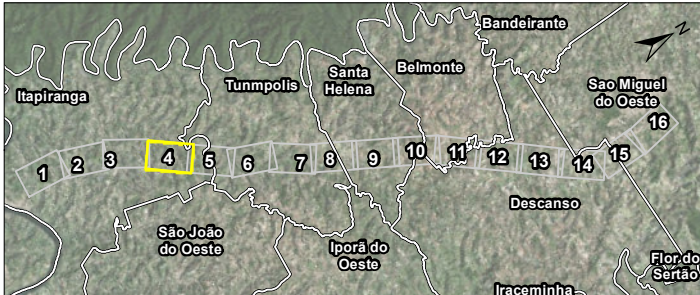 Bandeirante
N
Belmonte
Santa
Helena
Tunmpolis
Itapiranga
Sao Miguel
do Oeste
1
2
3
4
5
6
7
8
9
10
11
12
13
14
15
16
Descanso
São João
do Oeste
Iporã do
Oeste
Flor do
Sertão
Iraceminha